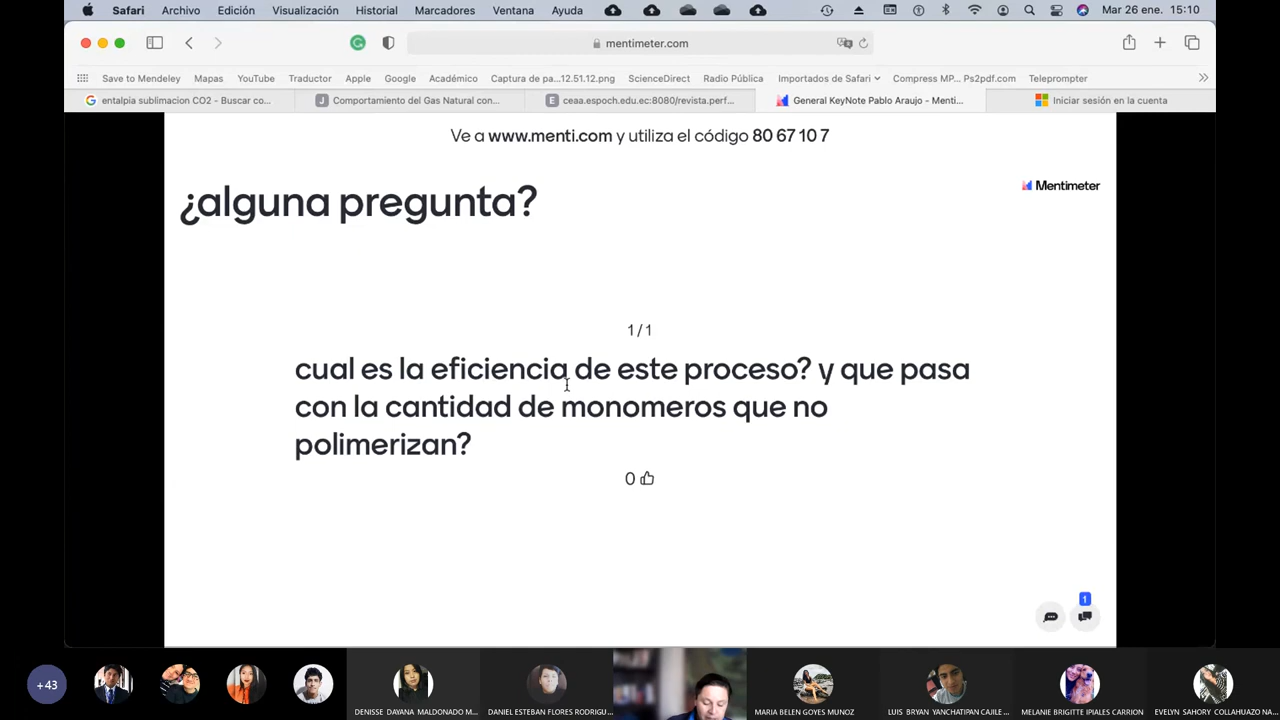 Safari Archivo Edición Visualización Historial Marcadores Ventana Ayuda Mar 26 ene. 15:10
mentimeter.com
Save to Mendeley Mapas YouTube Traductor Apple Google Académico Captura de pa...12.51.12.png ScienceDirect Radio Pública Importados de Safari Compress MP... Ps2pdf.com Teleprompter
entalpia sublimacion CO2 - Buscar co... Comportamiento del Gas Natural con... ceaa.espoch.edu.ec:8080/revista.perf... General KeyNote Pablo Araujo - Menti... Iniciar sesión en la cuenta
Ve a www.menti.com y utiliza el código 80 67 10 7
Mentimeter
¿alguna pregunta?
1 / 1
cual es la eficiencia de este proceso? y que pasa
con la cantidad de monomeros que no
polimerizan?
0
1
+43
DENISSE DAYANA MALDONADO M... DANIEL ESTEBAN FLORES RODRIGU... MARIA BELEN GOYES MUNOZ LUIS BRYAN YANCHATIPAN CAJILE... MELANIE BRIGITTE IPIALES CARRION EVELYN SAHORY COLLAHUAZO NA...